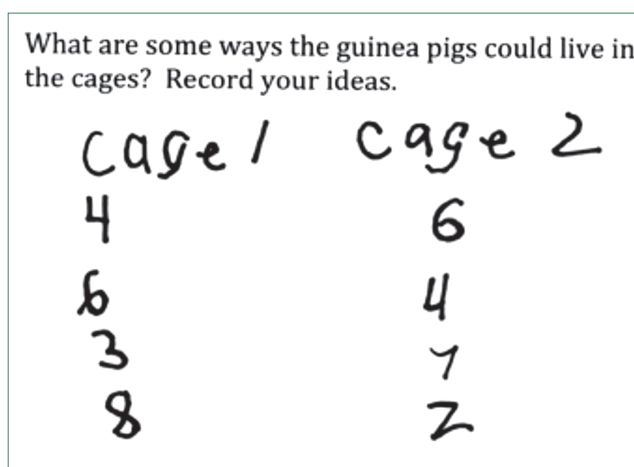 What are some ways the guinea pigs could live in
the cages? Record your ideas.
Cage 1 Cage 2
4 6
6 4
3 7
8 2